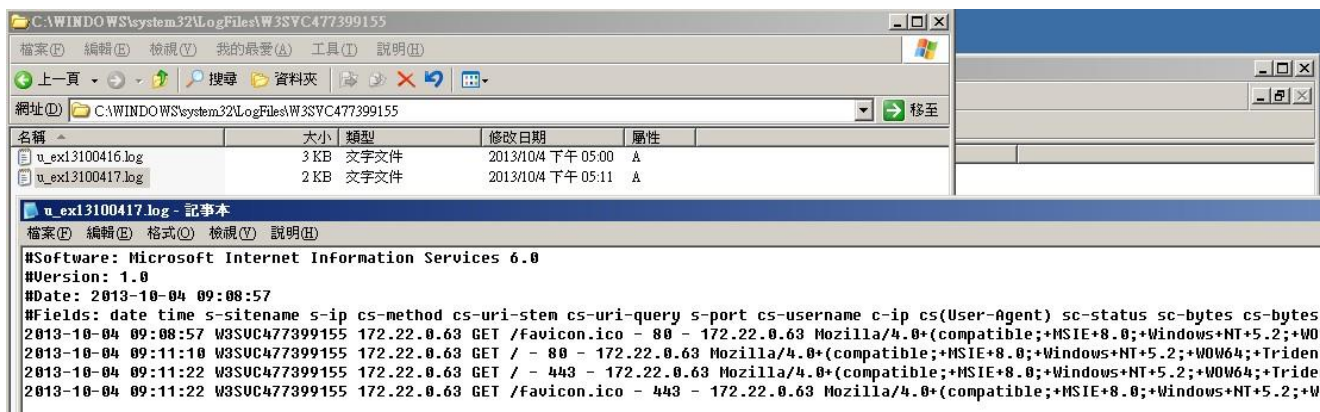 C:\WINDOWS\system32\LogFiles\W3SVC477399155
檔案(F) 編輯(E) 檢視(V) 我的最愛(A) 工具(T) 說明(H)
上一頁 搜尋 資料夾
網址(D) C:\WINDOWS\system32\LogFiles\W3SVC477399155 移至
名稱 大小 類型 修改日期 屬性
u_ex13100416.log 3 KB 文字文件 2013/10/4 下午 05:00 A
u_ex13100417.log 2 KB 文字文件 2013/10/4 下午 05:11 A
u_ex13100417.log - 記事本
檔案(F) 編輯(E) 格式(O) 檢視(V) 說明(H)
#Software: Microsoft Internet Information Services 6.0
#Version: 1.0
#Date: 2013-10-04 09:08:57
#Fields: date time s-sitename s-ip cs-method cs-uri-stem cs-uri-query s-port cs-username c-ip cs(User-Agent) sc-status sc-bytes cs-bytes
2013-10-04 09:08:57 W3SVC477399155 172.22.0.63 GET /favicon.ico - 80 - 172.22.0.63 Mozilla/4.0+(compatible;+MSIE+8.0;+Windows+NT+5.2;+WO
2013-10-04 09:11:10 W3SVC477399155 172.22.0.63 GET / - 80 - 172.22.0.63 Mozilla/4.0+(compatible;+MSIE+8.0;+Windows+NT+5.2;+WOW64;+Triden
2013-10-04 09:11:22 W3SVC477399155 172.22.0.63 GET / - 443 - 172.22.0.63 Mozilla/4.0+(compatible;+MSIE+8.0;+Windows+NT+5.2;+WOW64;+Tride
2013-10-04 09:11:22 W3SVC477399155 172.22.0.63 GET /favicon.ico - 443 - 172.22.0.63 Mozilla/4.0+(compatible;+MSIE+8.0;+Windows+NT+5.2;+W